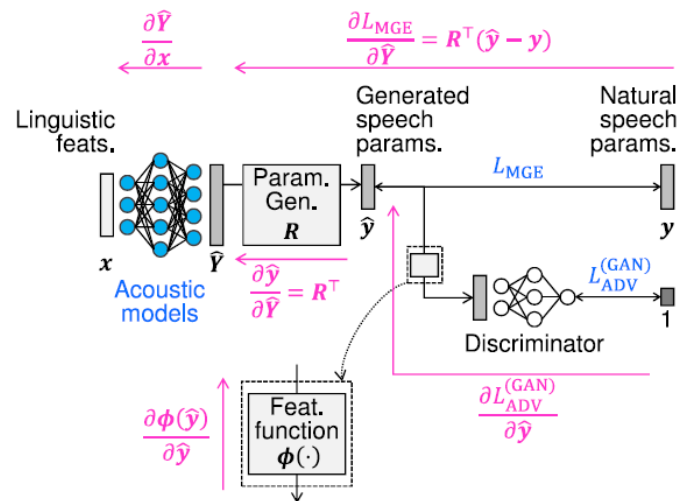 ∂Ŷ/∂x
∂L_MGE/∂Ŷ = R^⊤(ŷ − y)
Linguistic feats.
Generated speech params.
Natural speech params.
Param. Gen. R
L_MGE
x
Ŷ
ŷ
y
Acoustic models
∂ŷ/∂Ŷ = R^⊤
L_ADV^(GAN)
1
Discriminator
∂ϕ(ŷ)/∂ŷ
Feat. function ϕ(·)
∂L_ADV^(GAN)/∂ŷ